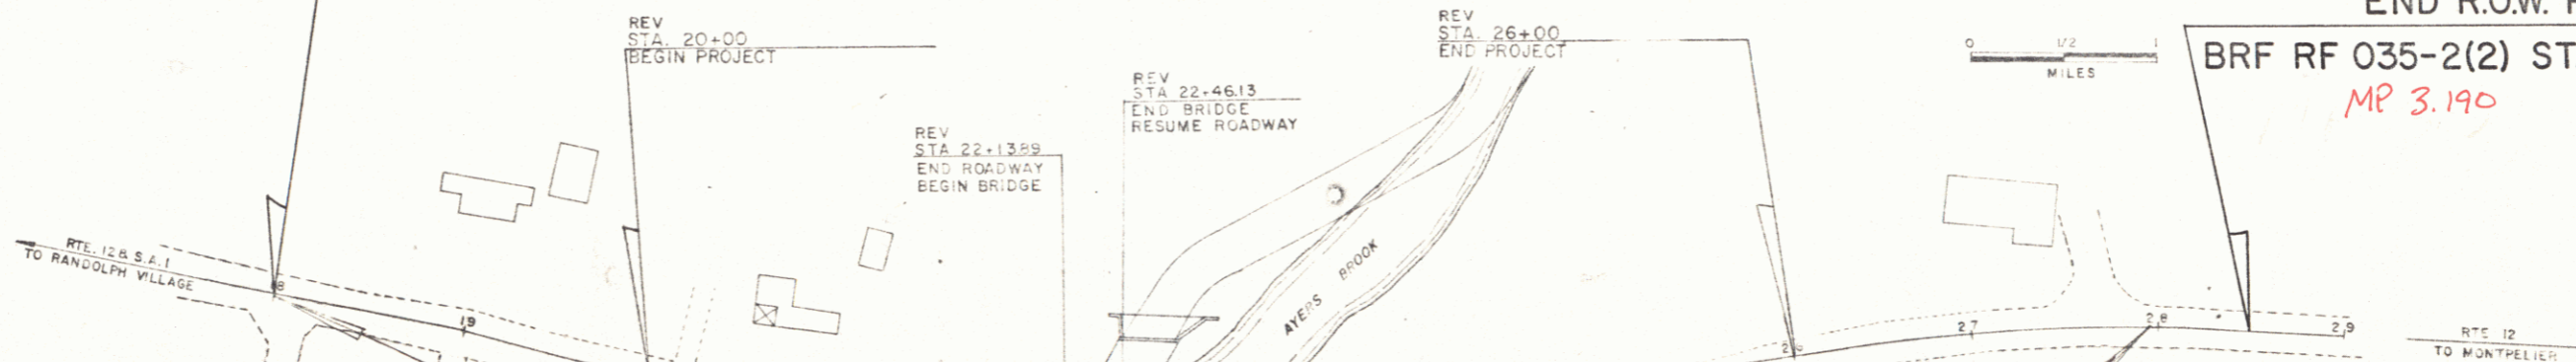 REV
STA. 20+00
BEGIN PROJECT
REV
STA 22+13.89
END ROADWAY
BEGIN BRIDGE
REV
STA 22+46.13
END BRIDGE
RESUME ROADWAY
REV
STA. 26+00
END PROJECT
0 1/2 1
MILES
END R.O.W.
BRF RF 035-2(2)
MP 3.190
RTE. 12 & S.A. 1
TO RANDOLPH VILLAGE
19
AYERS BROOK
27
28
29
RTE 12
TO MONTPELIER